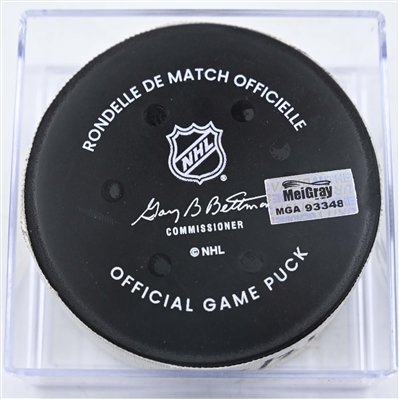 RONDELLE DE MATCH OFFICIELLE
NHL
Gary B Bettman
COMMISSIONER
© NHL
OFFICIAL GAME PUCK
MeiGray
MGA 93348